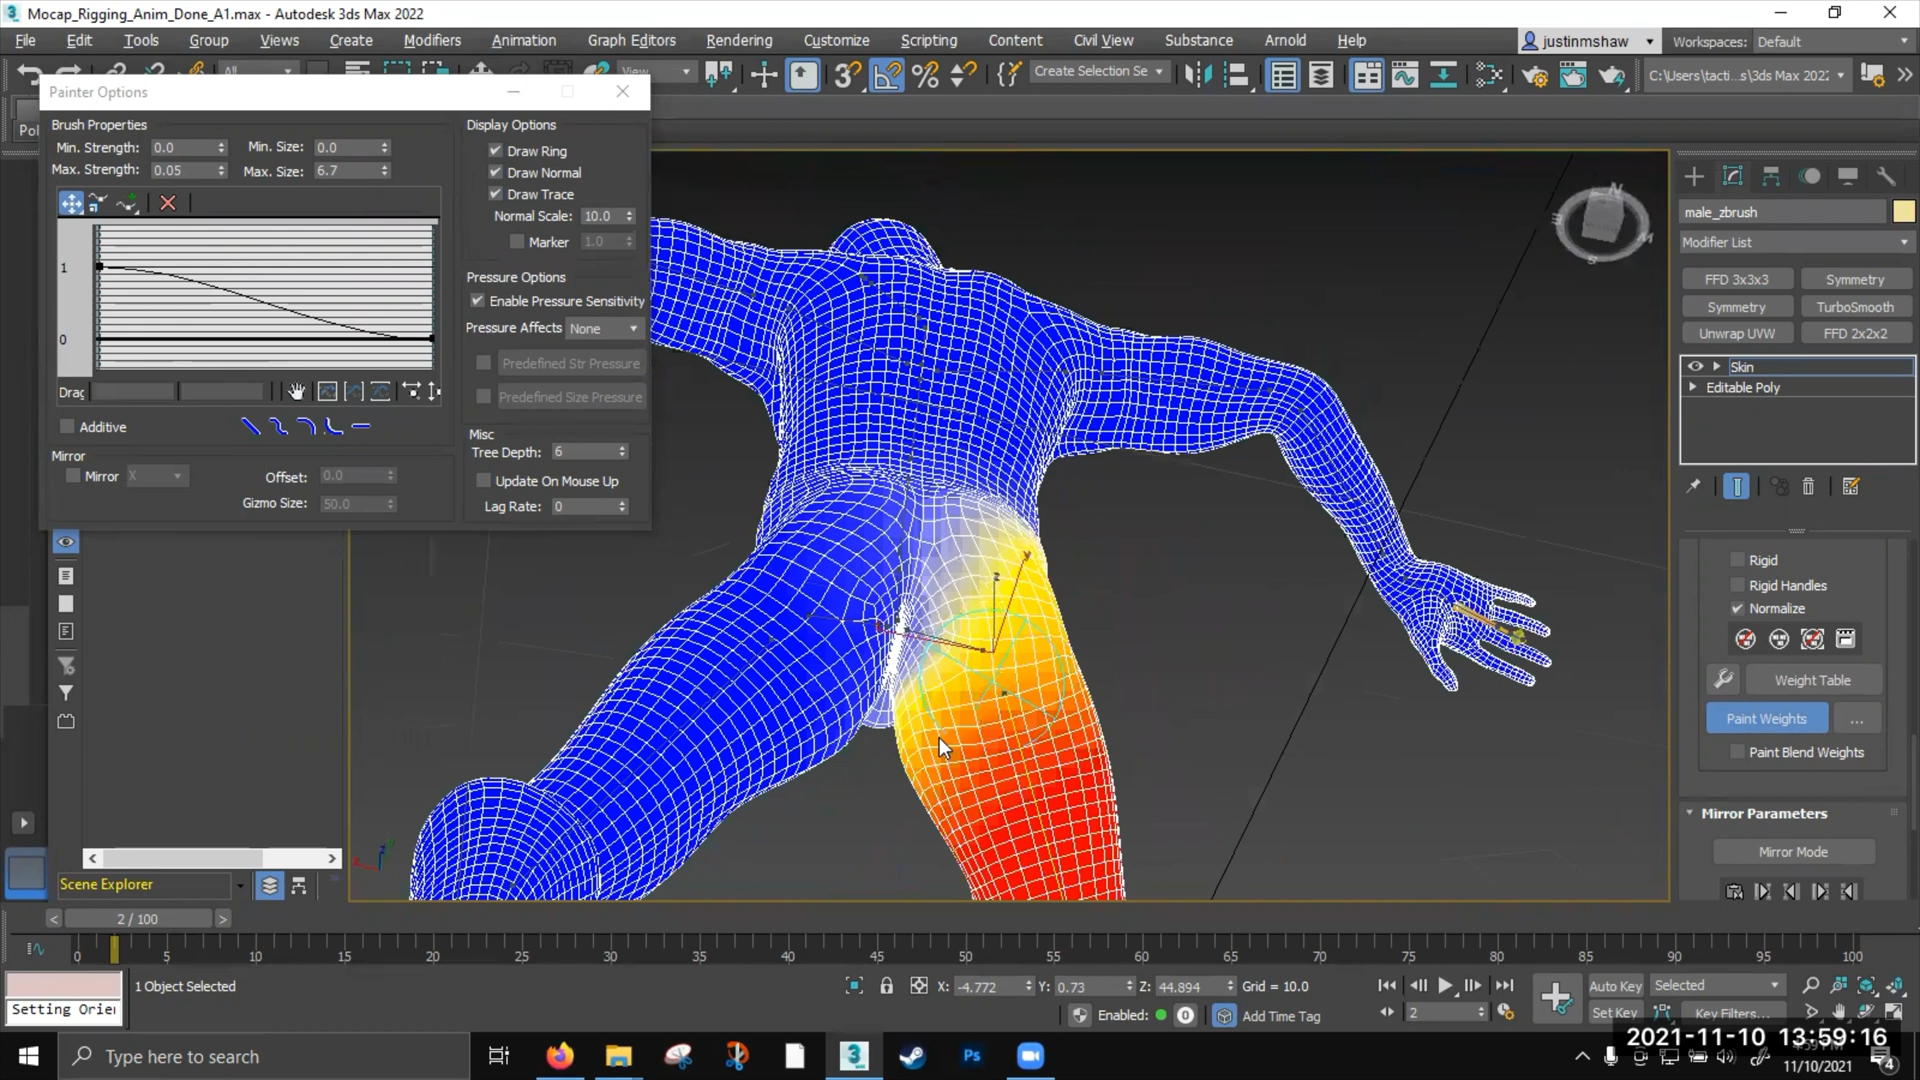 Mocap_Rigging_Anim_Done_A1.max - Autodesk 3ds Max 2022
File Edit Tools Group Views Create Modifiers Animation Graph Editors Rendering Customize Scripting Content Civil View Substance Arnold Help justinmshaw Workspaces: Default
All View Create Selection Se C:\Users\tacti...s\3ds Max 2022
Painter Options
Brush Properties Display Options
Min. Strength: 0.0 Min. Size: 0.0 Draw Ring
Max. Strength: 0.05 Max. Size: 6.7 Draw Normal
Draw Trace
Normal Scale: 10.0
Marker 1.0
1
0
Pressure Options
Enable Pressure Sensitivity
Pressure Affects None
Predefined Str Pressure
Predefined Size Pressure
Drag
Additive
Misc
Tree Depth: 6
Mirror
Mirror X Offset: 0.0 Update On Mouse Up
Gizmo Size: 50.0 Lag Rate: 0
male_zbrush
Modifier List
FFD 3x3x3 Symmetry
Symmetry TurboSmooth
Unwrap UVW FFD 2x2x2
Skin
Editable Poly
Rigid
Rigid Handles
Normalize
Weight Table
Paint Weights ...
Paint Blend Weights
Mirror Parameters
Mirror Mode
Scene Explorer
2 / 100
0 5 10 15 20 25 30 35 40 45 50 55 60 65 70 75 80 85 90 95 100
1 Object Selected X: -4.772 Y: 0.73 Z: 44.894 Grid = 10.0 Auto Key Selected
Setting Orie Enabled: 0 Add Time Tag 2 Set Key Key Filters...
2021-11-10 13:59:16
Type here to search
11/10/2021
4